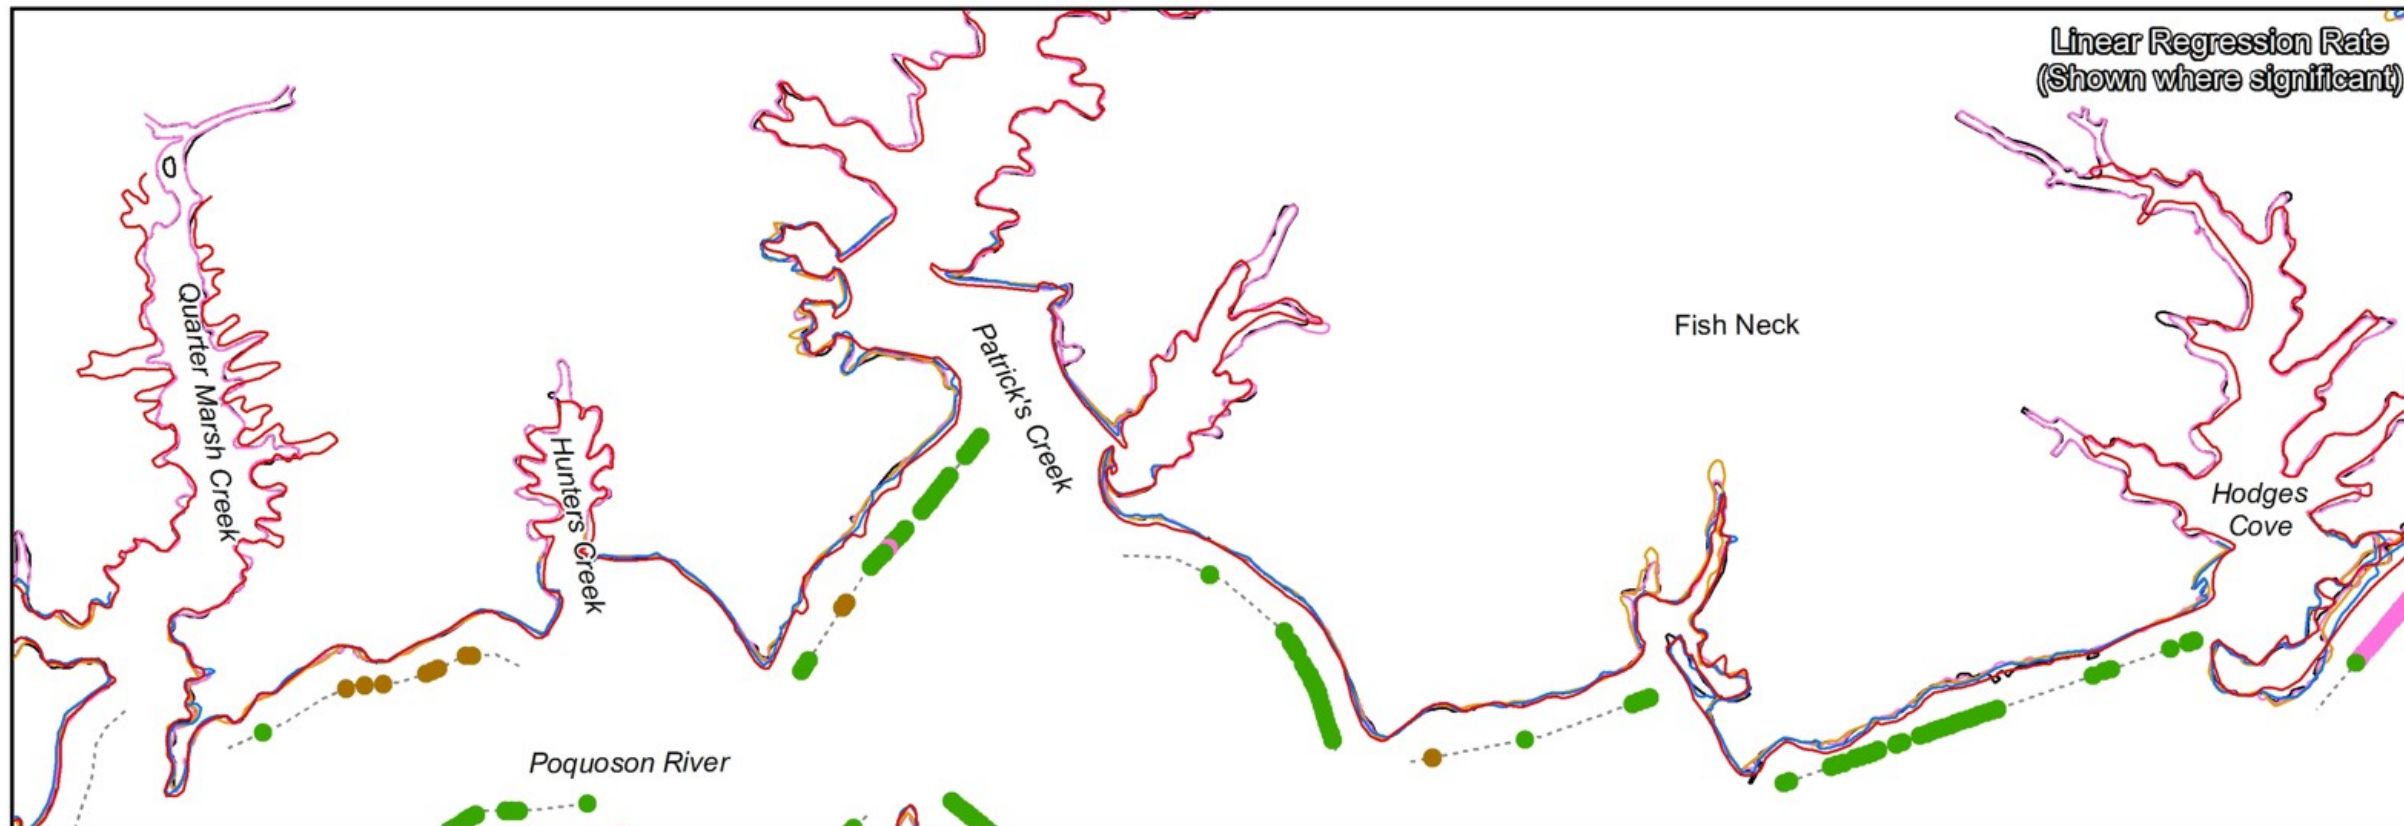 Linear Regression Rate
(Shown where significant)
Quarter Marsh Creek
Hunters Creek
Patrick's Creek
Fish Neck
Hodges
Cove
Poquoson River